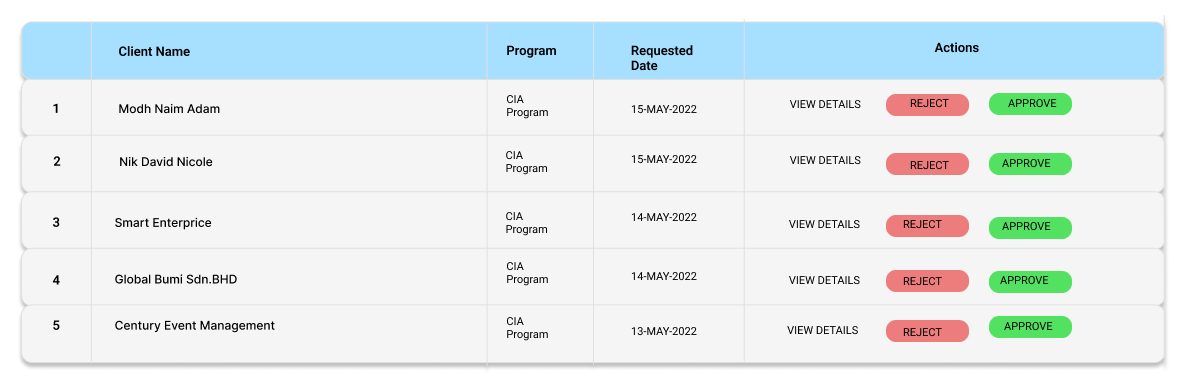 Client Name
Program
Requested
Date
Actions
1
Modh Naim Adam
CIA
Program
15-MAY-2022
VIEW DETAILS
REJECT
APPROVE
2
Nik David Nicole
CIA
Program
15-MAY-2022
VIEW DETAILS
REJECT
APPROVE
3
Smart Enterprice
CIA
Program
14-MAY-2022
VIEW DETAILS
REJECT
APPROVE
4
Global Bumi Sdn.BHD
CIA
Program
14-MAY-2022
VIEW DETAILS
REJECT
APPROVE
5
Century Event Management
CIA
Program
13-MAY-2022
VIEW DETAILS
REJECT
APPROVE